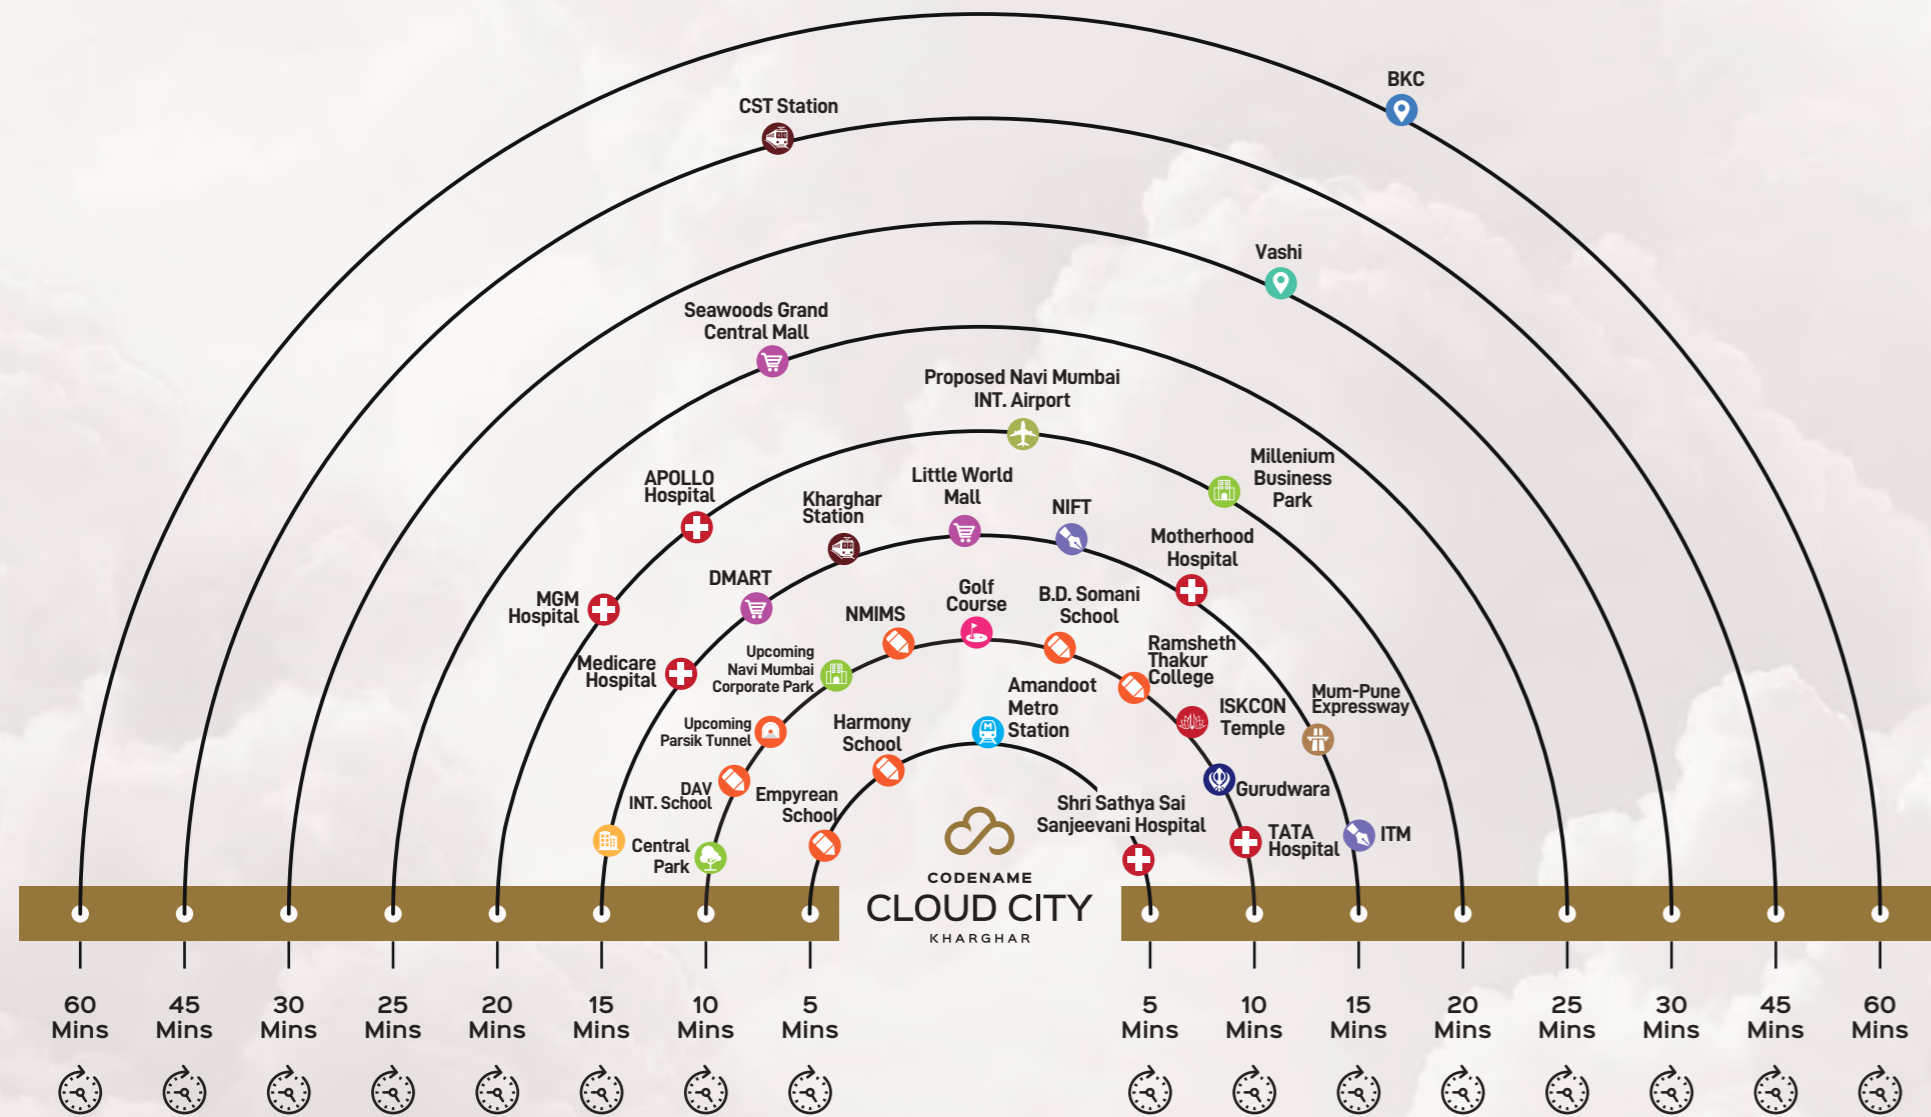 BKC
CST Station
Vashi
Seawoods Grand
Central Mall
Proposed Navi Mumbai
INT. Airport
Millenium
Business
Park
APOLLO
Hospital
Kharghar
Station
Little World
Mall
NIFT
Motherhood
Hospital
MGM
Hospital
DMART
NMIMS
Golf
Course
B.D. Somani
School
Ramsheth
Thakur
College
Medicare
Hospital
Upcoming
Navi Mumbai
Corporate Park
Amandoot
Metro
Station
ISKCON
Temple
Mum-Pune
Expressway
Upcoming
Parsik Tunnel
Harmony
School
DAV
INT. School
Empyrean
School
Shri Sathya Sai
Sanjeevani Hospital
Gurudwara
Central
Park
TATA
Hospital
ITM
CODENAME
CLOUD CITY
KHARGHAR
60
Mins
45
Mins
30
Mins
25
Mins
20
Mins
15
Mins
10
Mins
5
Mins
5
Mins
10
Mins
15
Mins
20
Mins
25
Mins
30
Mins
45
Mins
60
Mins